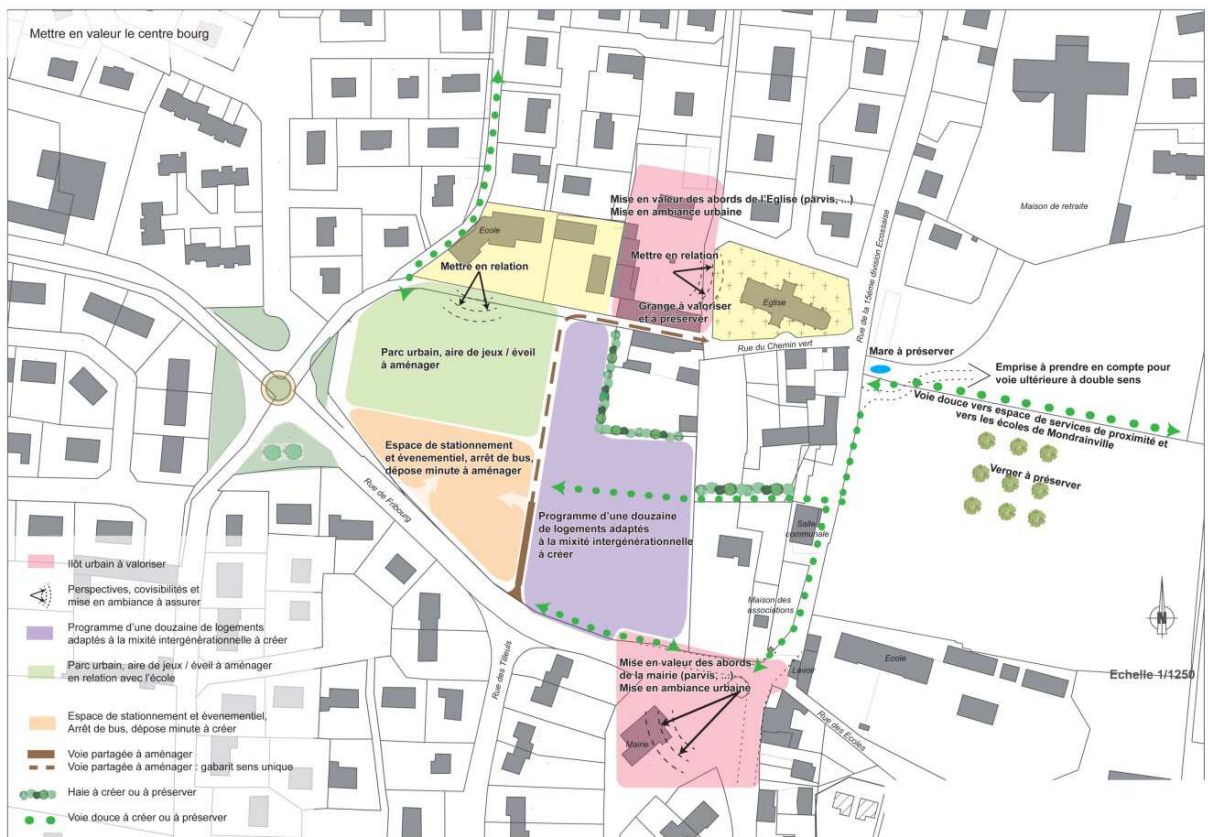 Mettre en valeur le centre bourg
Maison de retraite
Mise en valeur des abords de l'Eglise (parvis, ...)
Mise en ambiance urbaine
Ecole
Mettre en relation
Mettre en relation
Grange à valoriser
et à préserver
Eglise
Rue de la 15éme division Ecossaise
Rue du Chemin vert
Mare à préserver
Emprise à prendre en compte pour
voie ultérieure à double sens
Parc urbain, aire de jeux / éveil
à aménager
Voie douce vers espace de services de proximité et
vers les écoles de Mondrainville
Espace de stationnement
et évenementiel, arrêt de bus,
dépose minute à aménager
Verger à préserver
Rue de Fribourg
Programme d'une douzaine
de logements adaptés
à la mixité intergénérationnelle
à créer
Salle
communale
Maison des
associations
Lavoir
Ecole
Echelle 1/1250
N
Rue des Tilleuls
Mise en valeur des abords
de la mairie (parvis, ...)
Mise en ambiance urbaine
Mairie
Rue des Ecoles
Ilôt urbain à valoriser
Perspectives, covisibilités et
mise en ambiance à assurer
Programme d'une douzaine de logements
adaptés à la mixité intergénérationnelle à créer
Parc urbain, aire de jeux / éveil à aménager
en relation avec l'école
Espace de stationnement et évenementiel,
Arrêt de bus, dépose minute à créer
Voie partagée à aménager
Voie partagée à aménager : gabarit sens unique
Haie à créer ou à préserver
Voie douce à créer ou à préserver